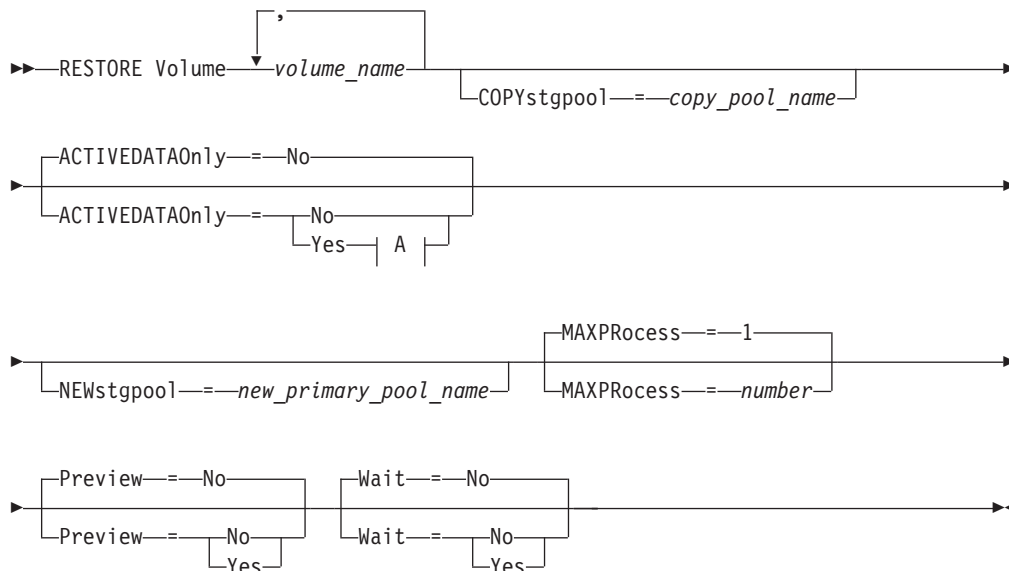 ,
RESTORE Volume volume_name
COPYstgpool = copy_pool_name
ACTIVEDATAOnly = No
ACTIVEDATAOnly = No
Yes A
MAXPRocess = 1
NEWstgpool = new_primary_pool_name MAXPRocess = number
Preview = No Wait = No
Preview = No Wait = No
Yes Yes